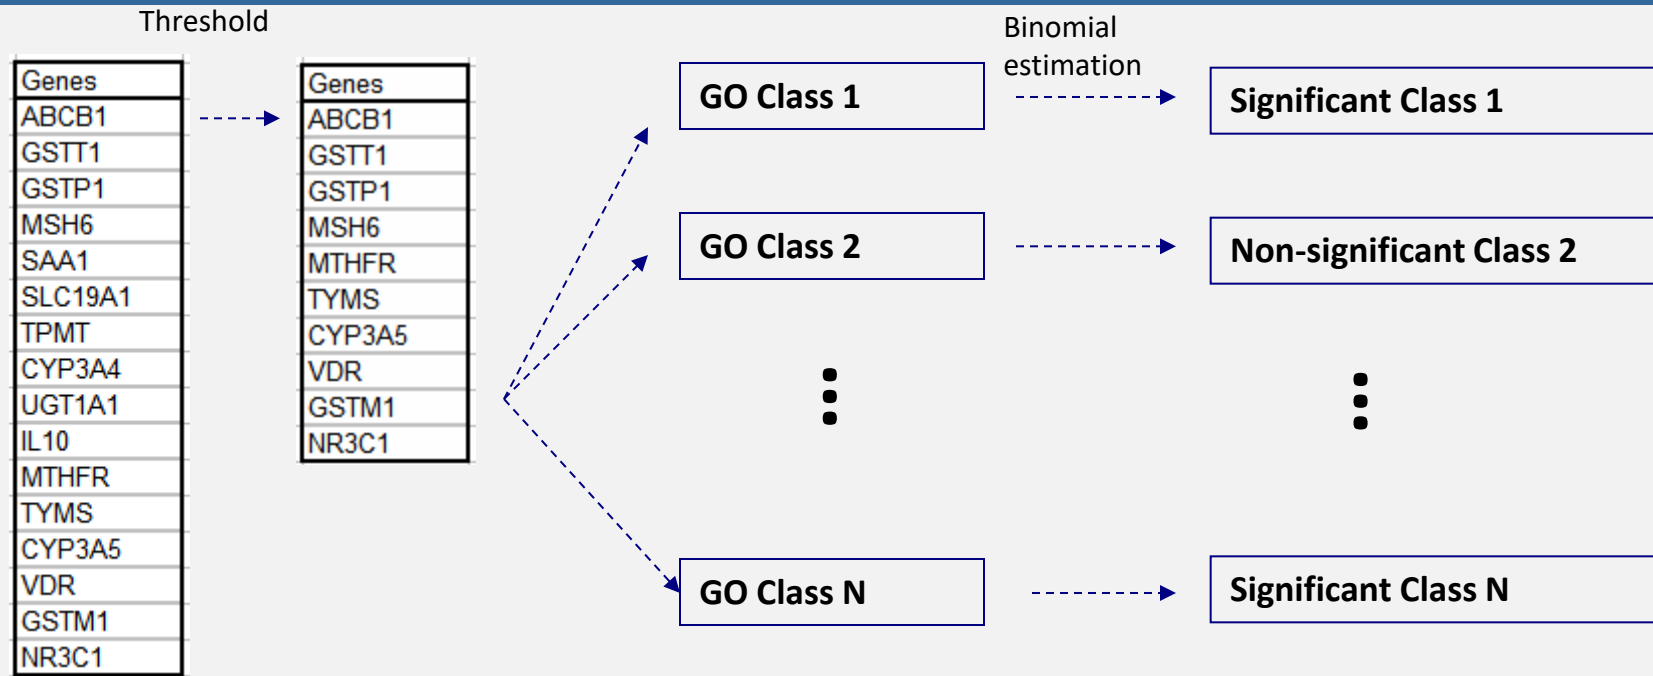 Threshold
Genes
ABCB1
GSTT1
GSTP1
MSH6
SAA1
SLC19A1
TPMT
CYP3A4
UGT1A1
IL10
MTHFR
TYMS
CYP3A5
VDR
GSTM1
NR3C1
Genes
ABCB1
GSTT1
GSTP1
MSH6
MTHFR
TYMS
CYP3A5
VDR
GSTM1
NR3C1
GO Class 1
GO Class 2
GO Class N
Binomial
estimation
Significant Class 1
Non-significant Class 2
Significant Class N